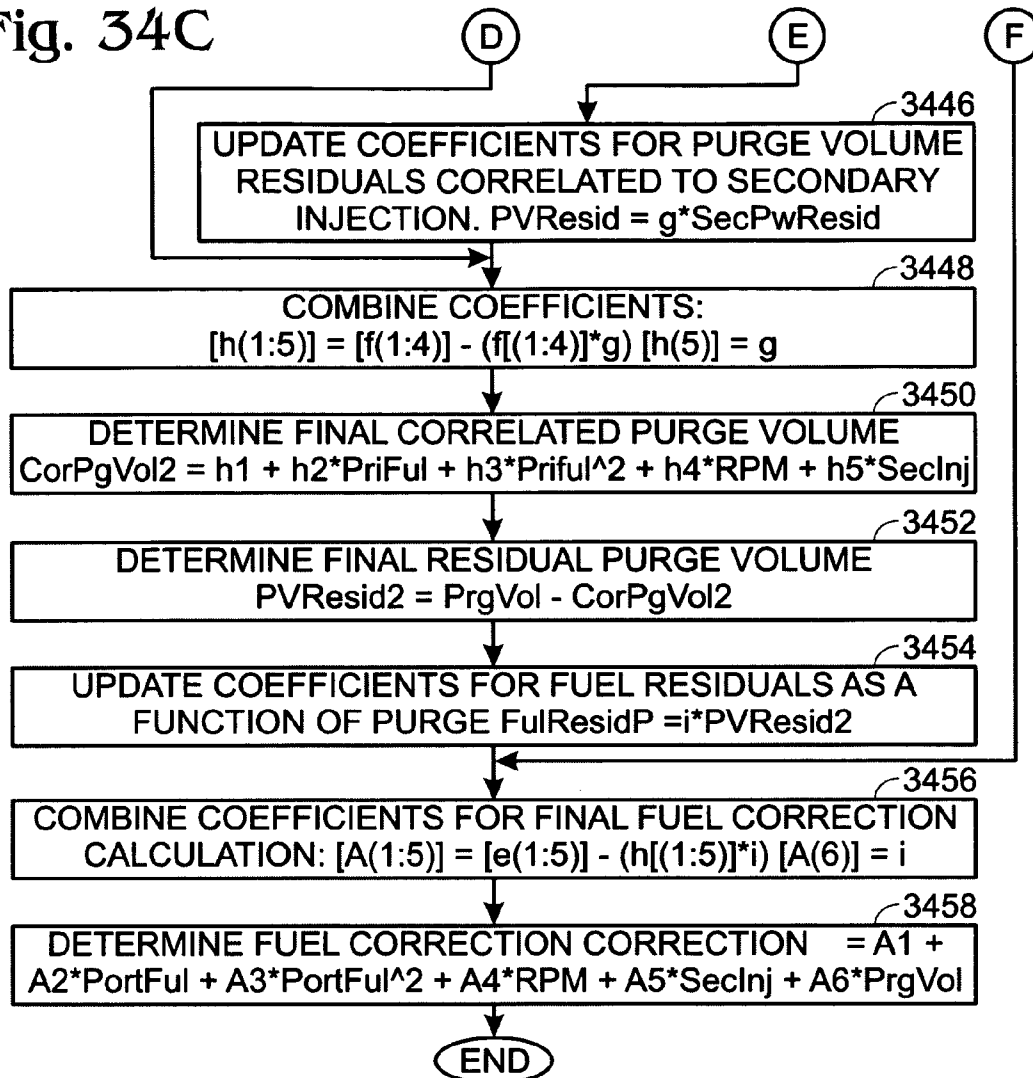 Fig. 34C
D
E
F
3446
UPDATE COEFFICIENTS FOR PURGE VOLUME
RESIDUALS CORRELATED TO SECONDARY
INJECTION. PVResid = g*SecPwResid
3448
COMBINE COEFFICIENTS:
[h(1:5)] = [f(1:4)] - (f[(1:4)]*g) [h(5)] = g
3450
DETERMINE FINAL CORRELATED PURGE VOLUME
CorPgVol2 = h1 + h2*PriFul + h3*Priful^2 + h4*RPM + h5*SecInj
3452
DETERMINE FINAL RESIDUAL PURGE VOLUME
PVResid2 = PrgVol - CorPgVol2
3454
UPDATE COEFFICIENTS FOR FUEL RESIDUALS AS A
FUNCTION OF PURGE FulResidP =i*PVResid2
3456
COMBINE COEFFICIENTS FOR FINAL FUEL CORRECTION
CALCULATION: [A(1:5)] = [e(1:5)] - (h[(1:5)]*i) [A(6)] = i
3458
DETERMINE FUEL CORRECTION CORRECTION = A1 +
A2*PortFul + A3*PortFul^2 + A4*RPM + A5*SecInj + A6*PrgVol
END